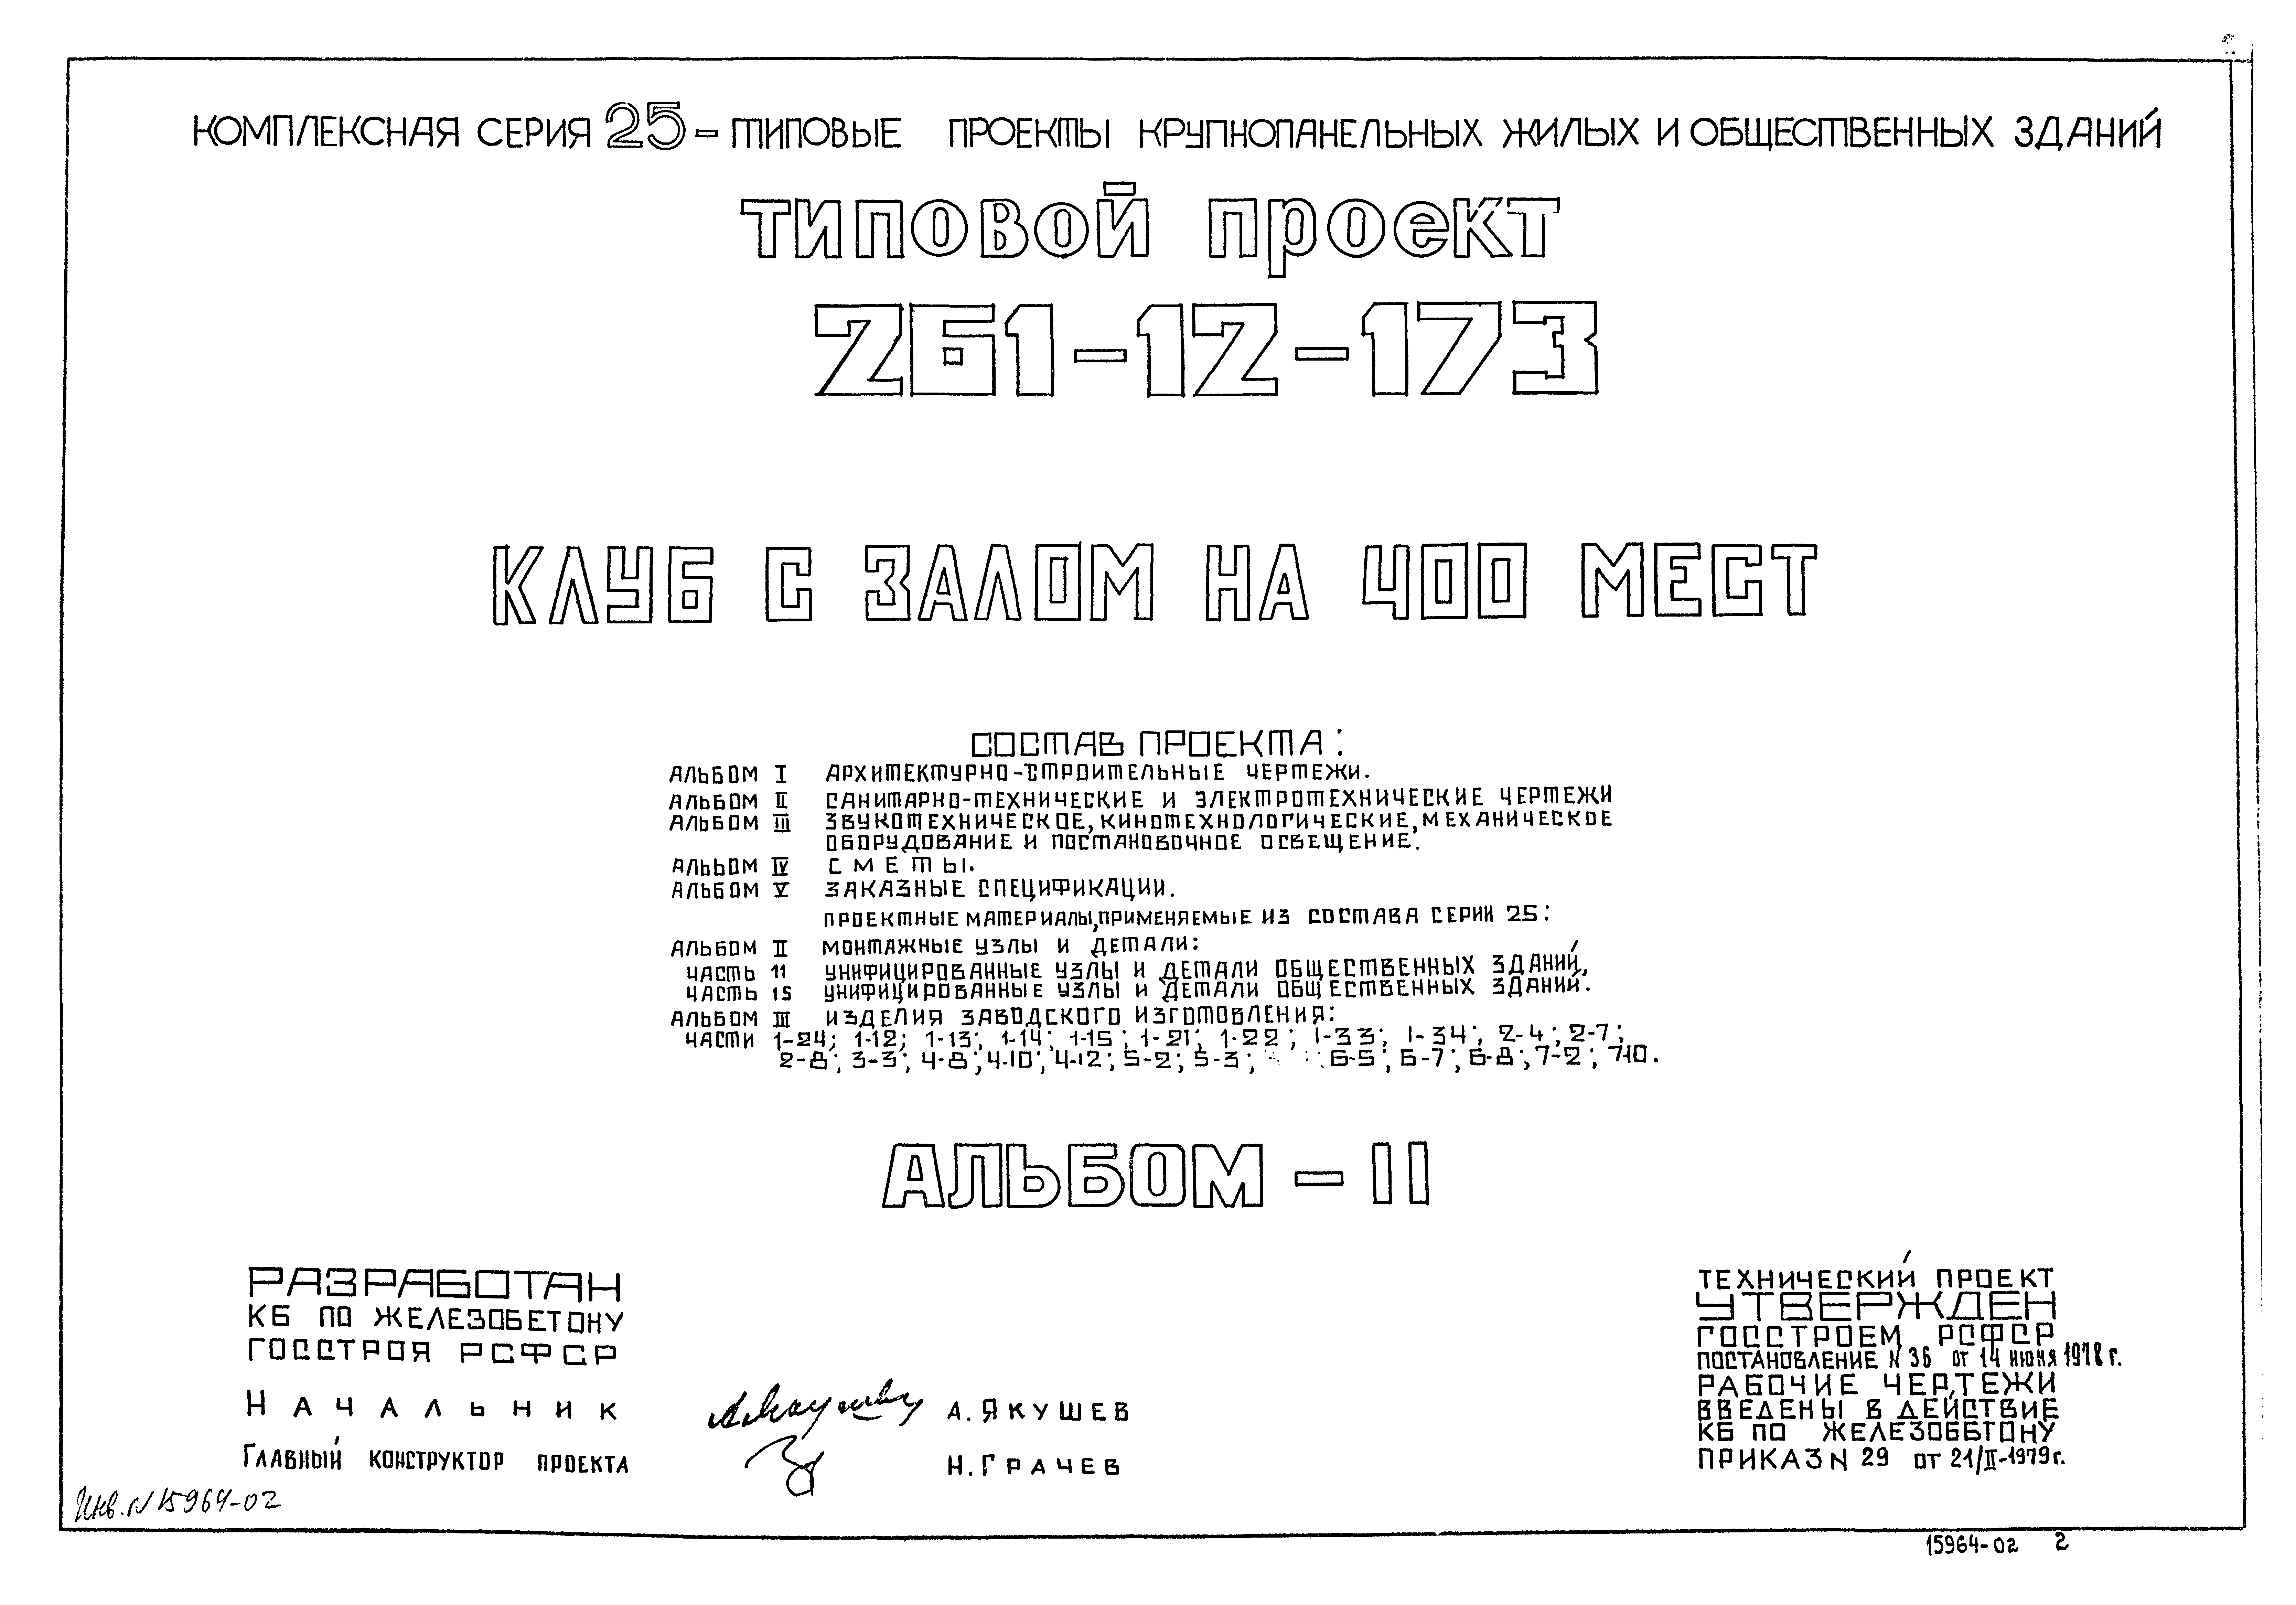 КОМПЛЕКСНАЯ СЕРИЯ 25 – ТИПОВЫЕ ПРОЕКТЫ КРУПНОПАНЕЛЬНЫХ ЖИЛЫХ И ОБЩЕСТВЕННЫХ ЗДАНИЙ
ТИПОВОЙ ПРОЕКТ
261-12-173
КЛУБ С ЗАЛОМ НА 400 МЕСТ
СОСТАВ ПРОЕКТА:
АЛЬБОМ I АРХИТЕКТУРНО-СТРОИТЕЛЬНЫЕ ЧЕРТЕЖИ.
АЛЬБОМ II САНИТАРНО-ТЕХНИЧЕСКИЕ И ЭЛЕКТРОТЕХНИЧЕСКИЕ ЧЕРТЕЖИ
АЛЬБОМ III ЗВУКОТЕХНИЧЕСКОЕ, КИНОТЕХНОЛОГИЧЕСКИЕ, МЕХАНИЧЕСКОЕ
ОБОРУДОВАНИЕ И ПОСТАНОВОЧНОЕ ОСВЕЩЕНИЕ.
АЛЬБОМ IV СМЕТЫ.
АЛЬБОМ V ЗАКАЗНЫЕ СПЕЦИФИКАЦИИ.
ПРОЕКТНЫЕ МАТЕРИАЛЫ, ПРИМЕНЯЕМЫЕ ИЗ СОСТАВА СЕРИИ 25:
АЛЬБОМ II МОНТАЖНЫЕ УЗЛЫ И ДЕТАЛИ:
ЧАСТЬ 11 УНИФИЦИРОВАННЫЕ УЗЛЫ И ДЕТАЛИ ОБЩЕСТВЕННЫХ ЗДАНИЙ,
ЧАСТЬ 15 УНИФИЦИРОВАННЫЕ УЗЛЫ И ДЕТАЛИ ОБЩЕСТВЕННЫХ ЗДАНИЙ.
АЛЬБОМ III ИЗДЕЛИЯ ЗАВОДСКОГО ИЗГОТОВЛЕНИЯ:
ЧАСТИ 1-24; 1-12; 1-13; 1-14; 1-15; 1-21; 1-22; 1-33; 1-34; 2-4; 2-7;
2-8; 3-3; 4-8; 4-10; 4-12; 5-2; 5-3; 6-5; 6-7; 6-8; 7-2; 7-10.
АЛЬБОМ – II
РАЗРАБОТАН
КБ ПО ЖЕЛЕЗОБЕТОНУ
ГОССТРОЯ РСФСР
НАЧАЛЬНИК А. ЯКУШЕВ
ГЛАВНЫЙ КОНСТРУКТОР ПРОЕКТА Н. ГРАЧЕВ
ТЕХНИЧЕСКИЙ ПРОЕКТ
УТВЕРЖДЕН
ГОССТРОЕМ РСФСР
ПОСТАНОВЛЕНИЕ N 36 ОТ 14 ИЮНЯ 1978 г.
РАБОЧИЕ ЧЕРТЕЖИ
ВВЕДЕНЫ В ДЕЙСТВИЕ
КБ ПО ЖЕЛЕЗОБЕТОНУ
ПРИКАЗ N 29 ОТ 21/II-1979 г.
Инв. N 15964-02
15964-02 2